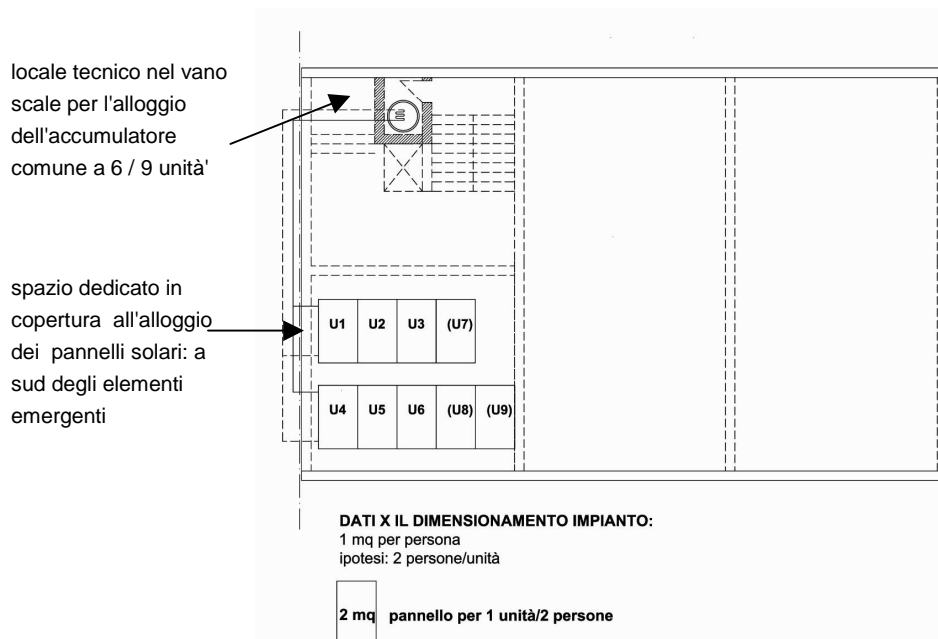 locale tecnico nel vano
scale per l'alloggio
dell'accumulatore
comune a 6 / 9 unità'
spazio dedicato in
copertura all'alloggio
dei pannelli solari: a
sud degli elementi
emergenti
U1 U2 U3 (U7)
U4 U5 U6 (U8) (U9)
DATI X IL DIMENSIONAMENTO IMPIANTO:
1 mq per persona
ipotesi: 2 persone/unità
2 mq pannello per 1 unità/2 persone